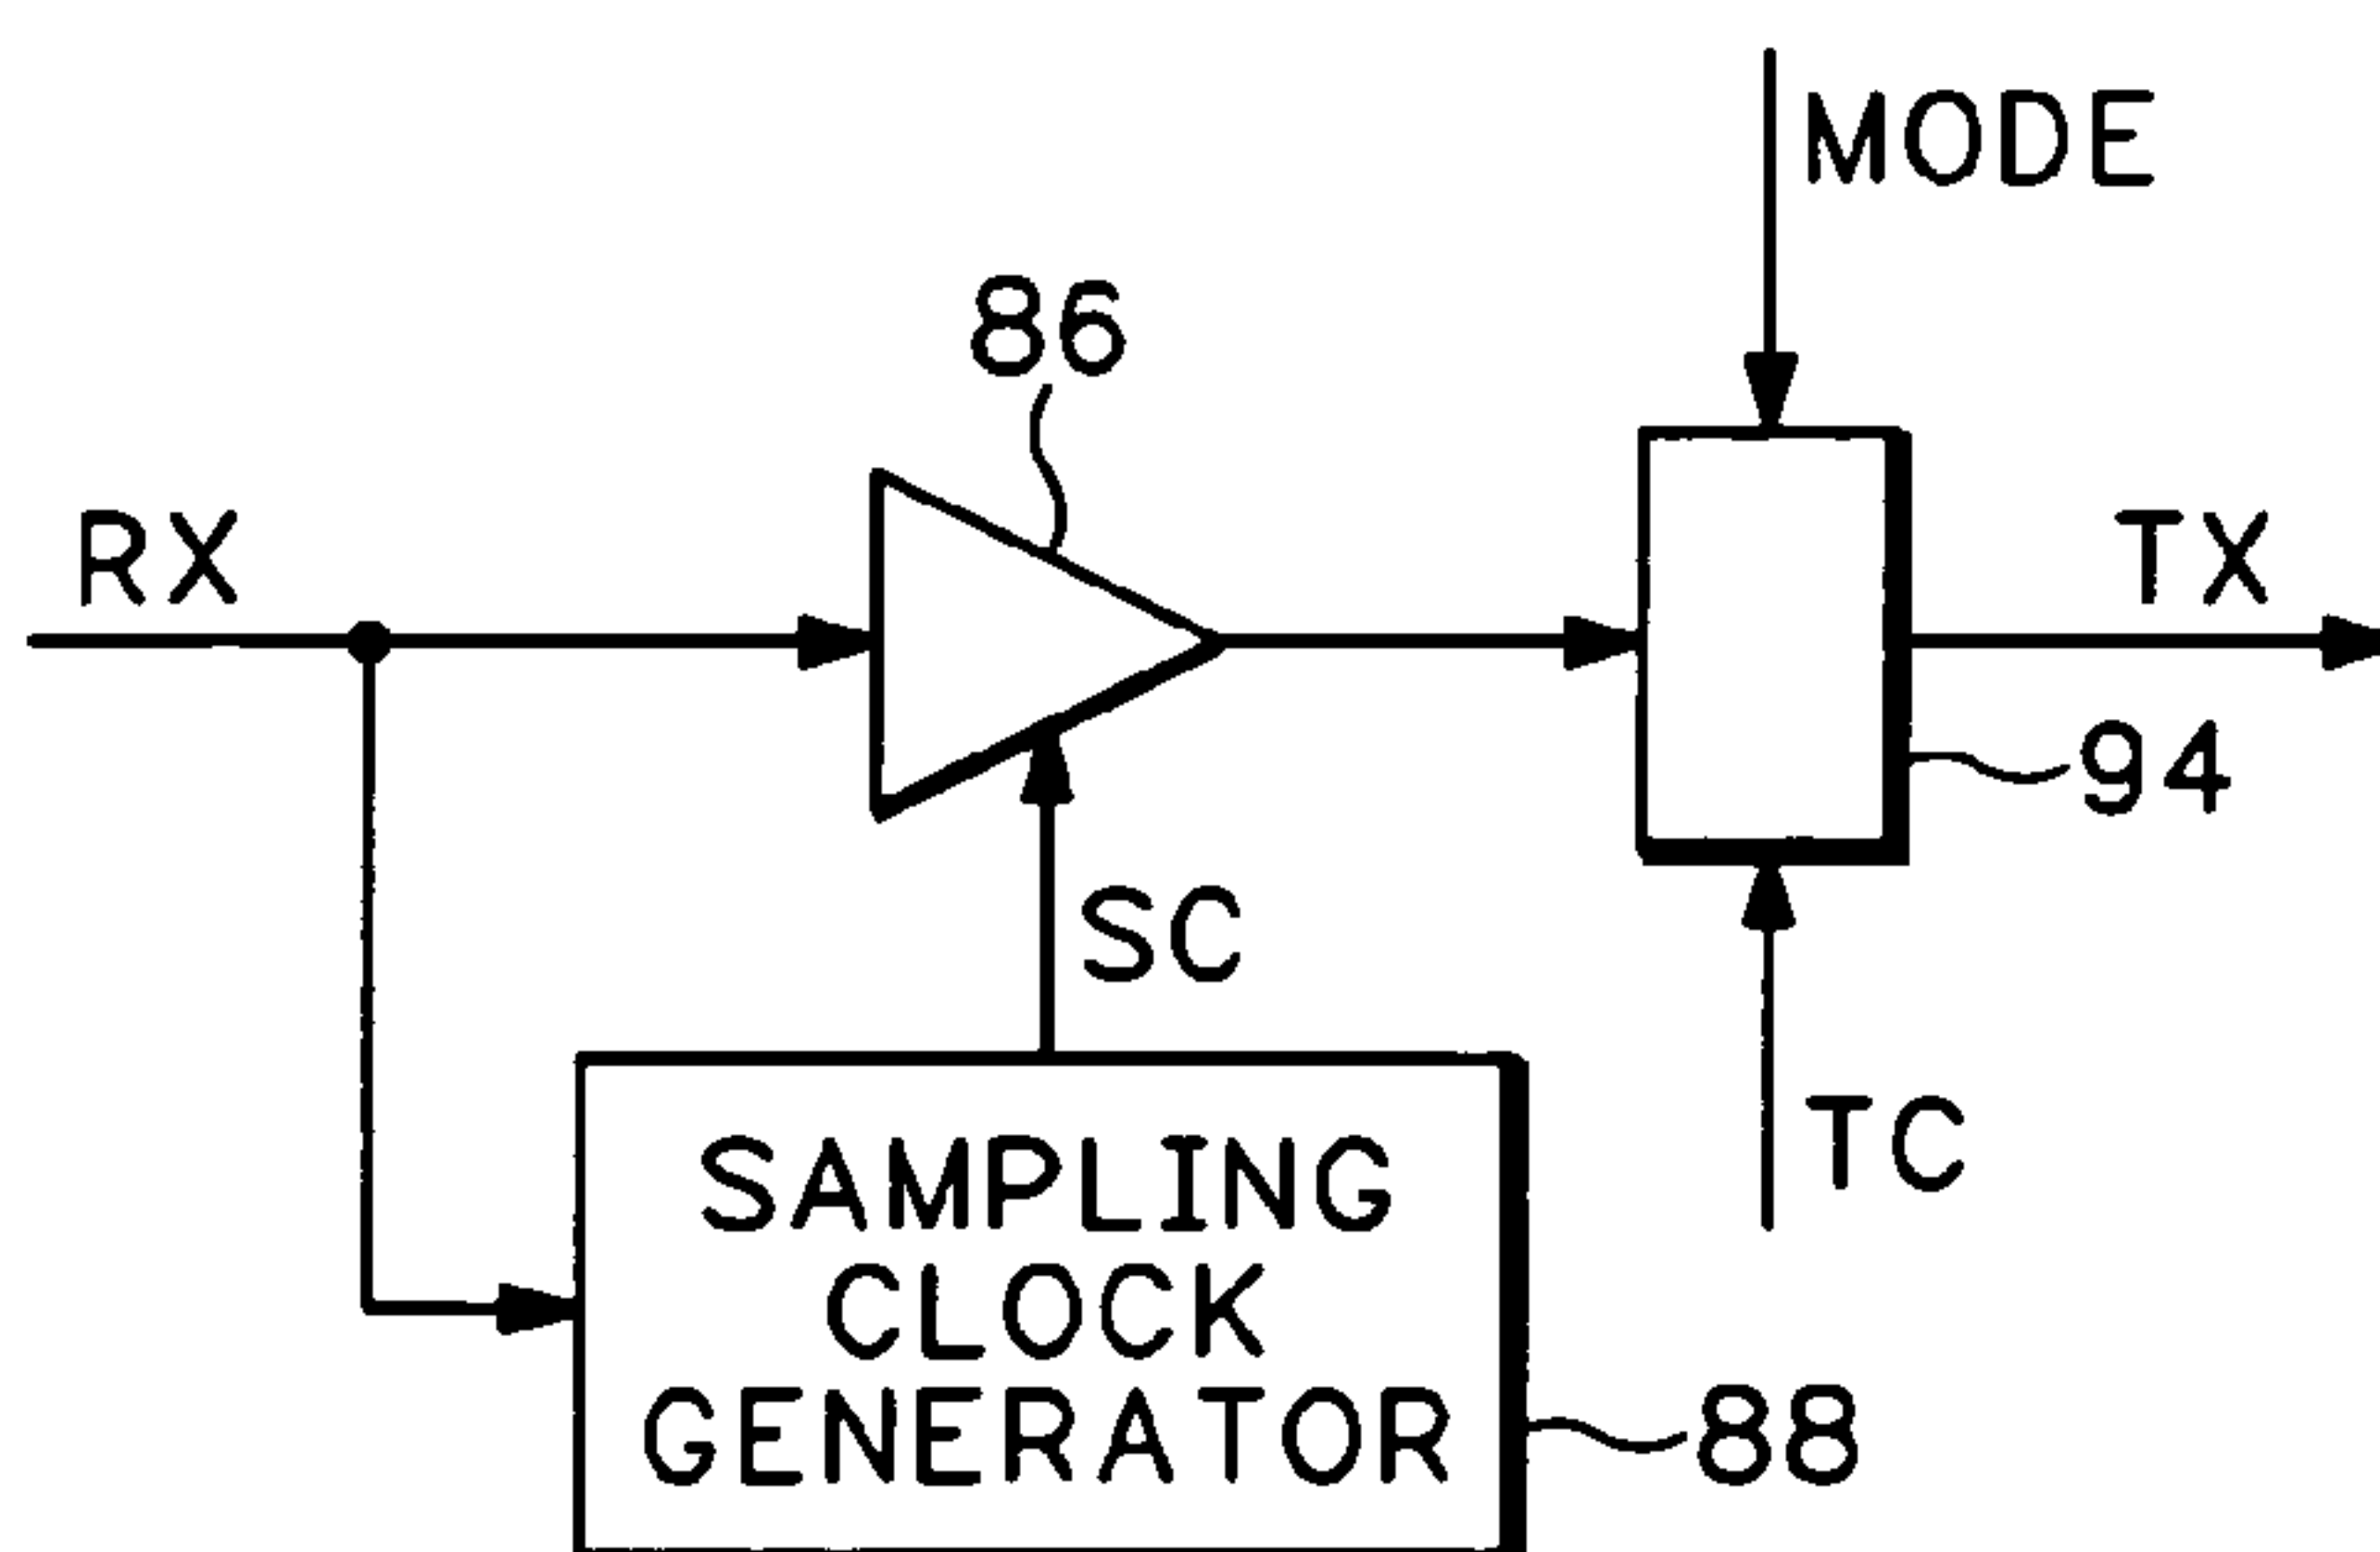 MODE
86
RX
TX
94
SC
TC
SAMPLING
CLOCK
GENERATOR
88